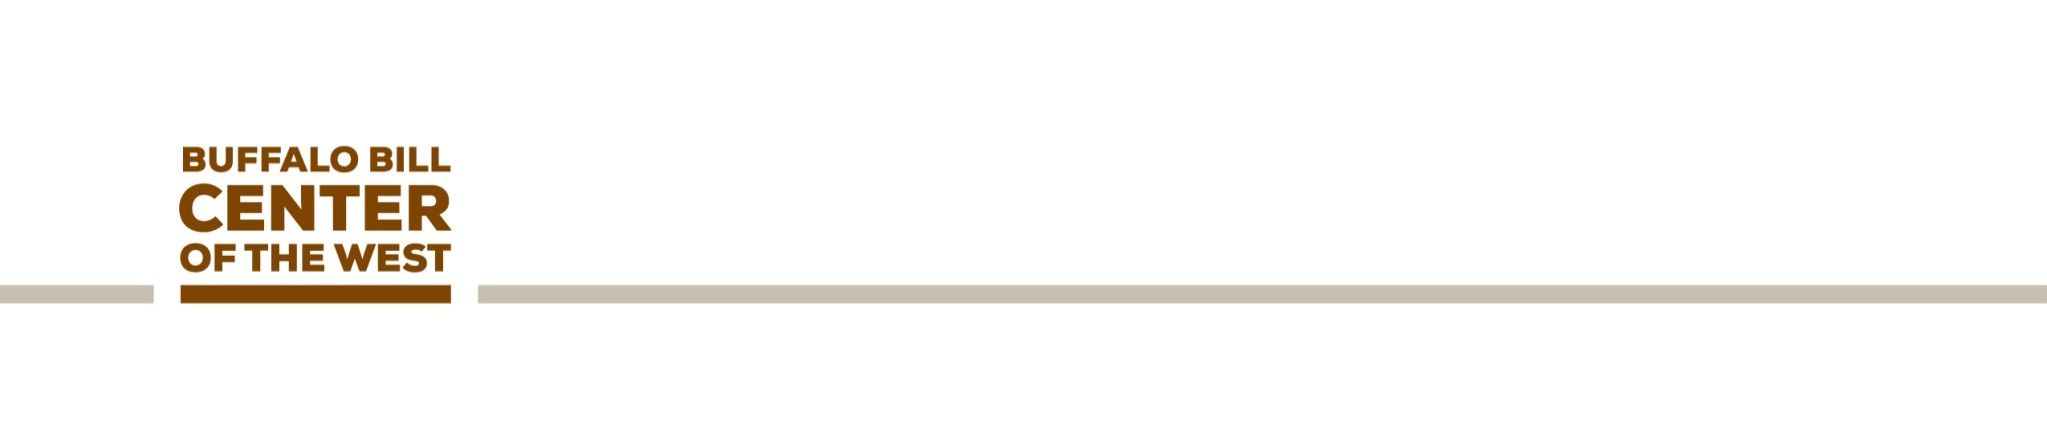 BUFFALO BILL
CENTER
OF THE WEST